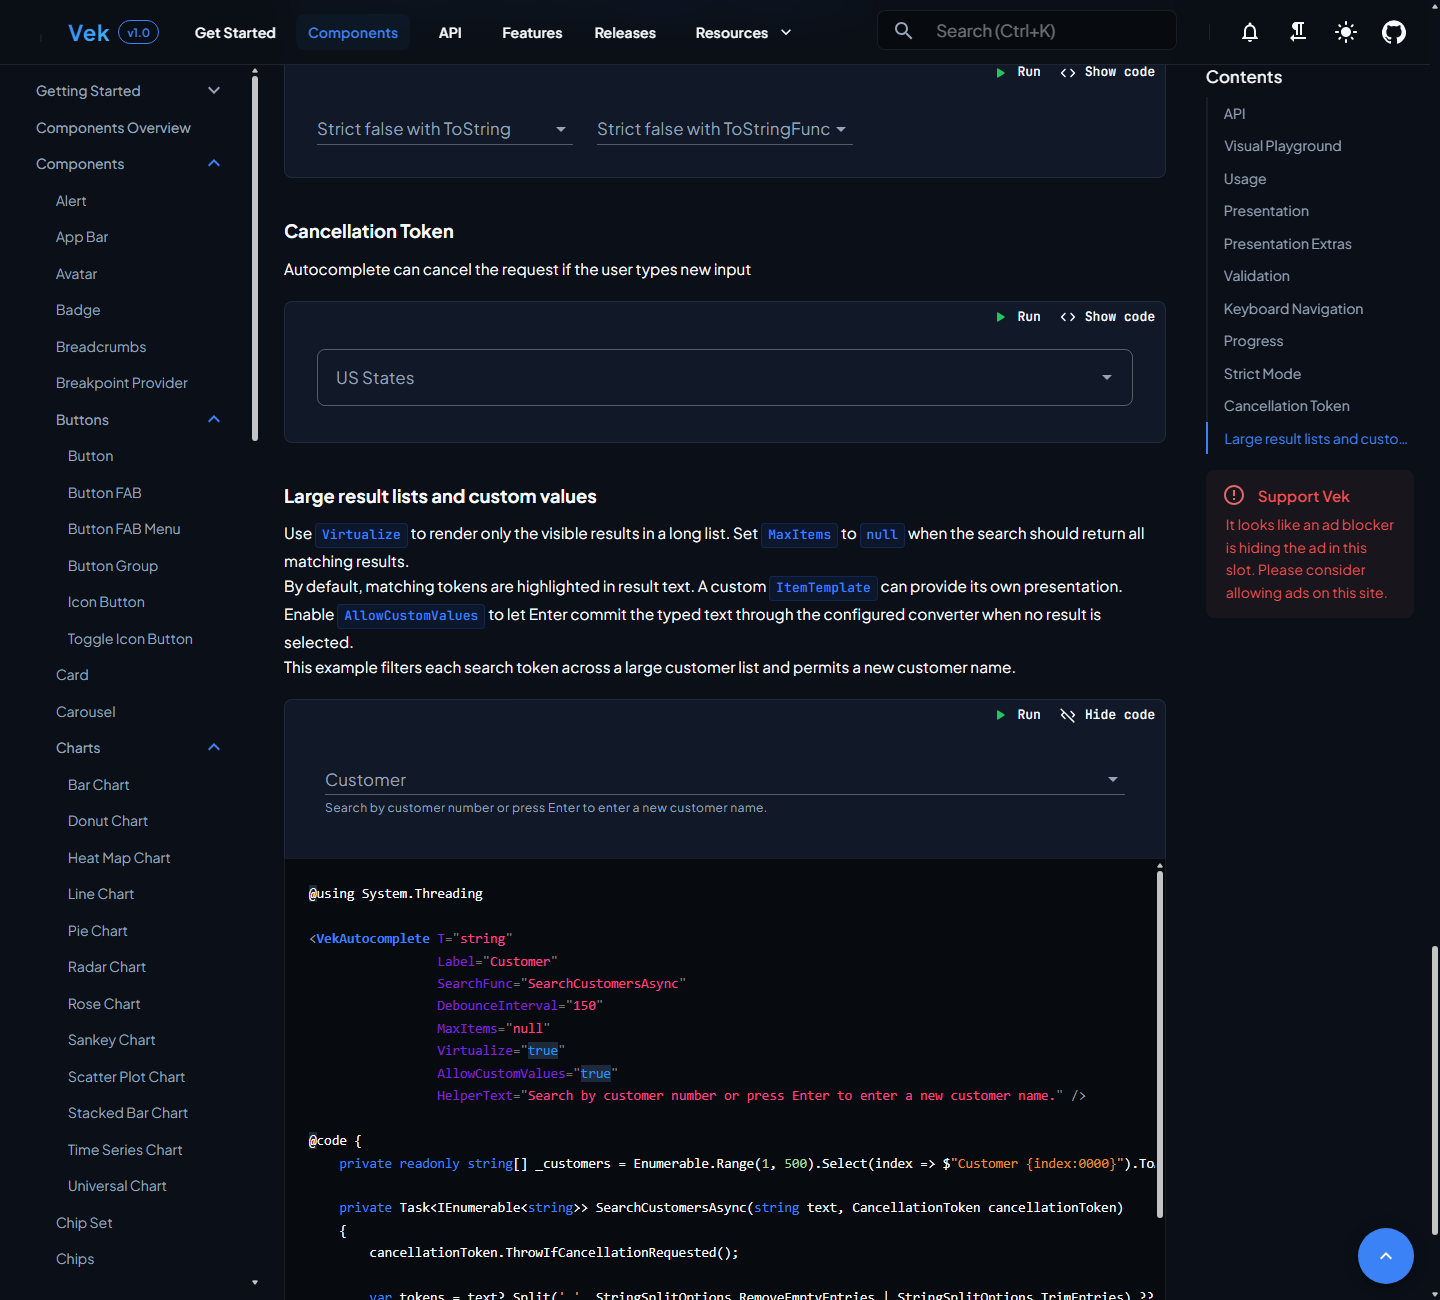 Vek v1.0 Get Started Components API Features Releases Resources Search (Ctrl+K)
Getting Started
Components Overview
Components
Alert
App Bar
Avatar
Badge
Breadcrumbs
Breakpoint Provider
Buttons
Button
Button FAB
Button FAB Menu
Button Group
Icon Button
Toggle Icon Button
Card
Carousel
Charts
Bar Chart
Donut Chart
Heat Map Chart
Line Chart
Pie Chart
Radar Chart
Rose Chart
Sankey Chart
Scatter Plot Chart
Stacked Bar Chart
Time Series Chart
Universal Chart
Chip Set
Chips
Run Show code
Strict false with ToString Strict false with ToStringFunc
Cancellation Token
Autocomplete can cancel the request if the user types new input
Run Show code
US States
Large result lists and custom values
Use Virtualize to render only the visible results in a long list. Set MaxItems to null when the search should return all
matching results.
By default, matching tokens are highlighted in result text. A custom ItemTemplate can provide its own presentation.
Enable AllowCustomValues to let Enter commit the typed text through the configured converter when no result is
selected.
This example filters each search token across a large customer list and permits a new customer name.
Run Hide code
Customer
Search by customer number or press Enter to enter a new customer name.
@using System.Threading
<VekAutocomplete T="string"
Label="Customer"
SearchFunc="SearchCustomersAsync"
DebounceInterval="150"
MaxItems="null"
Virtualize="true"
AllowCustomValues="true"
HelperText="Search by customer number or press Enter to enter a new customer name." />
@code {
private readonly string[] _customers = Enumerable.Range(1, 500).Select(index => $"Customer {index:0000}").To
private Task<IEnumerable<string>> SearchCustomersAsync(string text, CancellationToken cancellationToken)
{
cancellationToken.ThrowIfCancellationRequested();
var tokens = text?.Split(' ', StringSplitOptions.RemoveEmptyEntries | StringSplitOptions.TrimEntries) ??
Contents
API
Visual Playground
Usage
Presentation
Presentation Extras
Validation
Keyboard Navigation
Progress
Strict Mode
Cancellation Token
Large result lists and custo...
Support Vek
It looks like an ad blocker
is hiding the ad in this
slot. Please consider
allowing ads on this site.